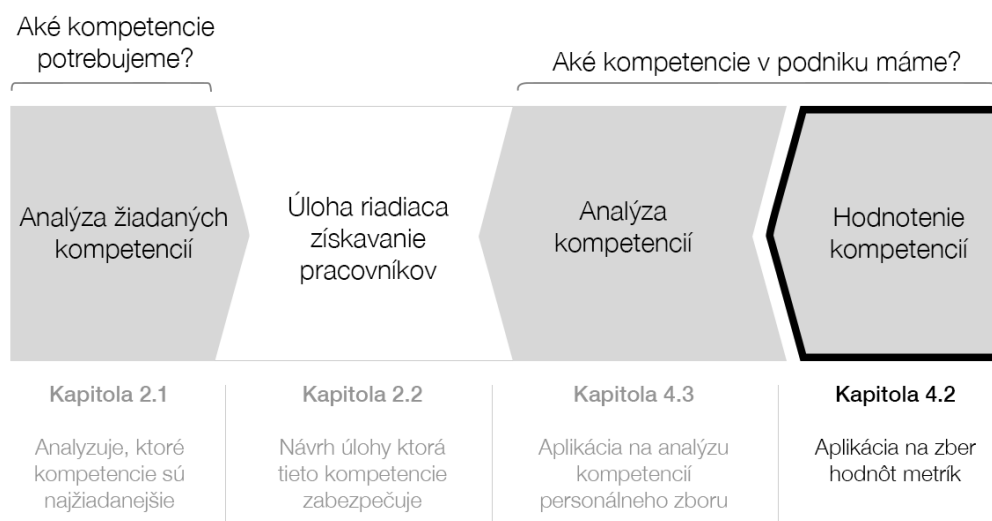 Aké kompetencie
potrebujeme?
Aké kompetencie v podniku máme?
Analýza žiadaných
kompetencií
Úloha riadiaca
získavanie
pracovníkov
Analýza
kompetencií
Hodnotenie
kompetencií
Kapitola 2.1
Analyzuje, ktoré
kompetencie sú
najžiadanejšie
Kapitola 2.2
Návrh úlohy ktorá
tieto kompetencie
zabezpečuje
Kapitola 4.3
Aplikácia na analýzu
kompetencií
personálneho zboru
Kapitola 4.2
Aplikácia na zber
hodnôt metrík